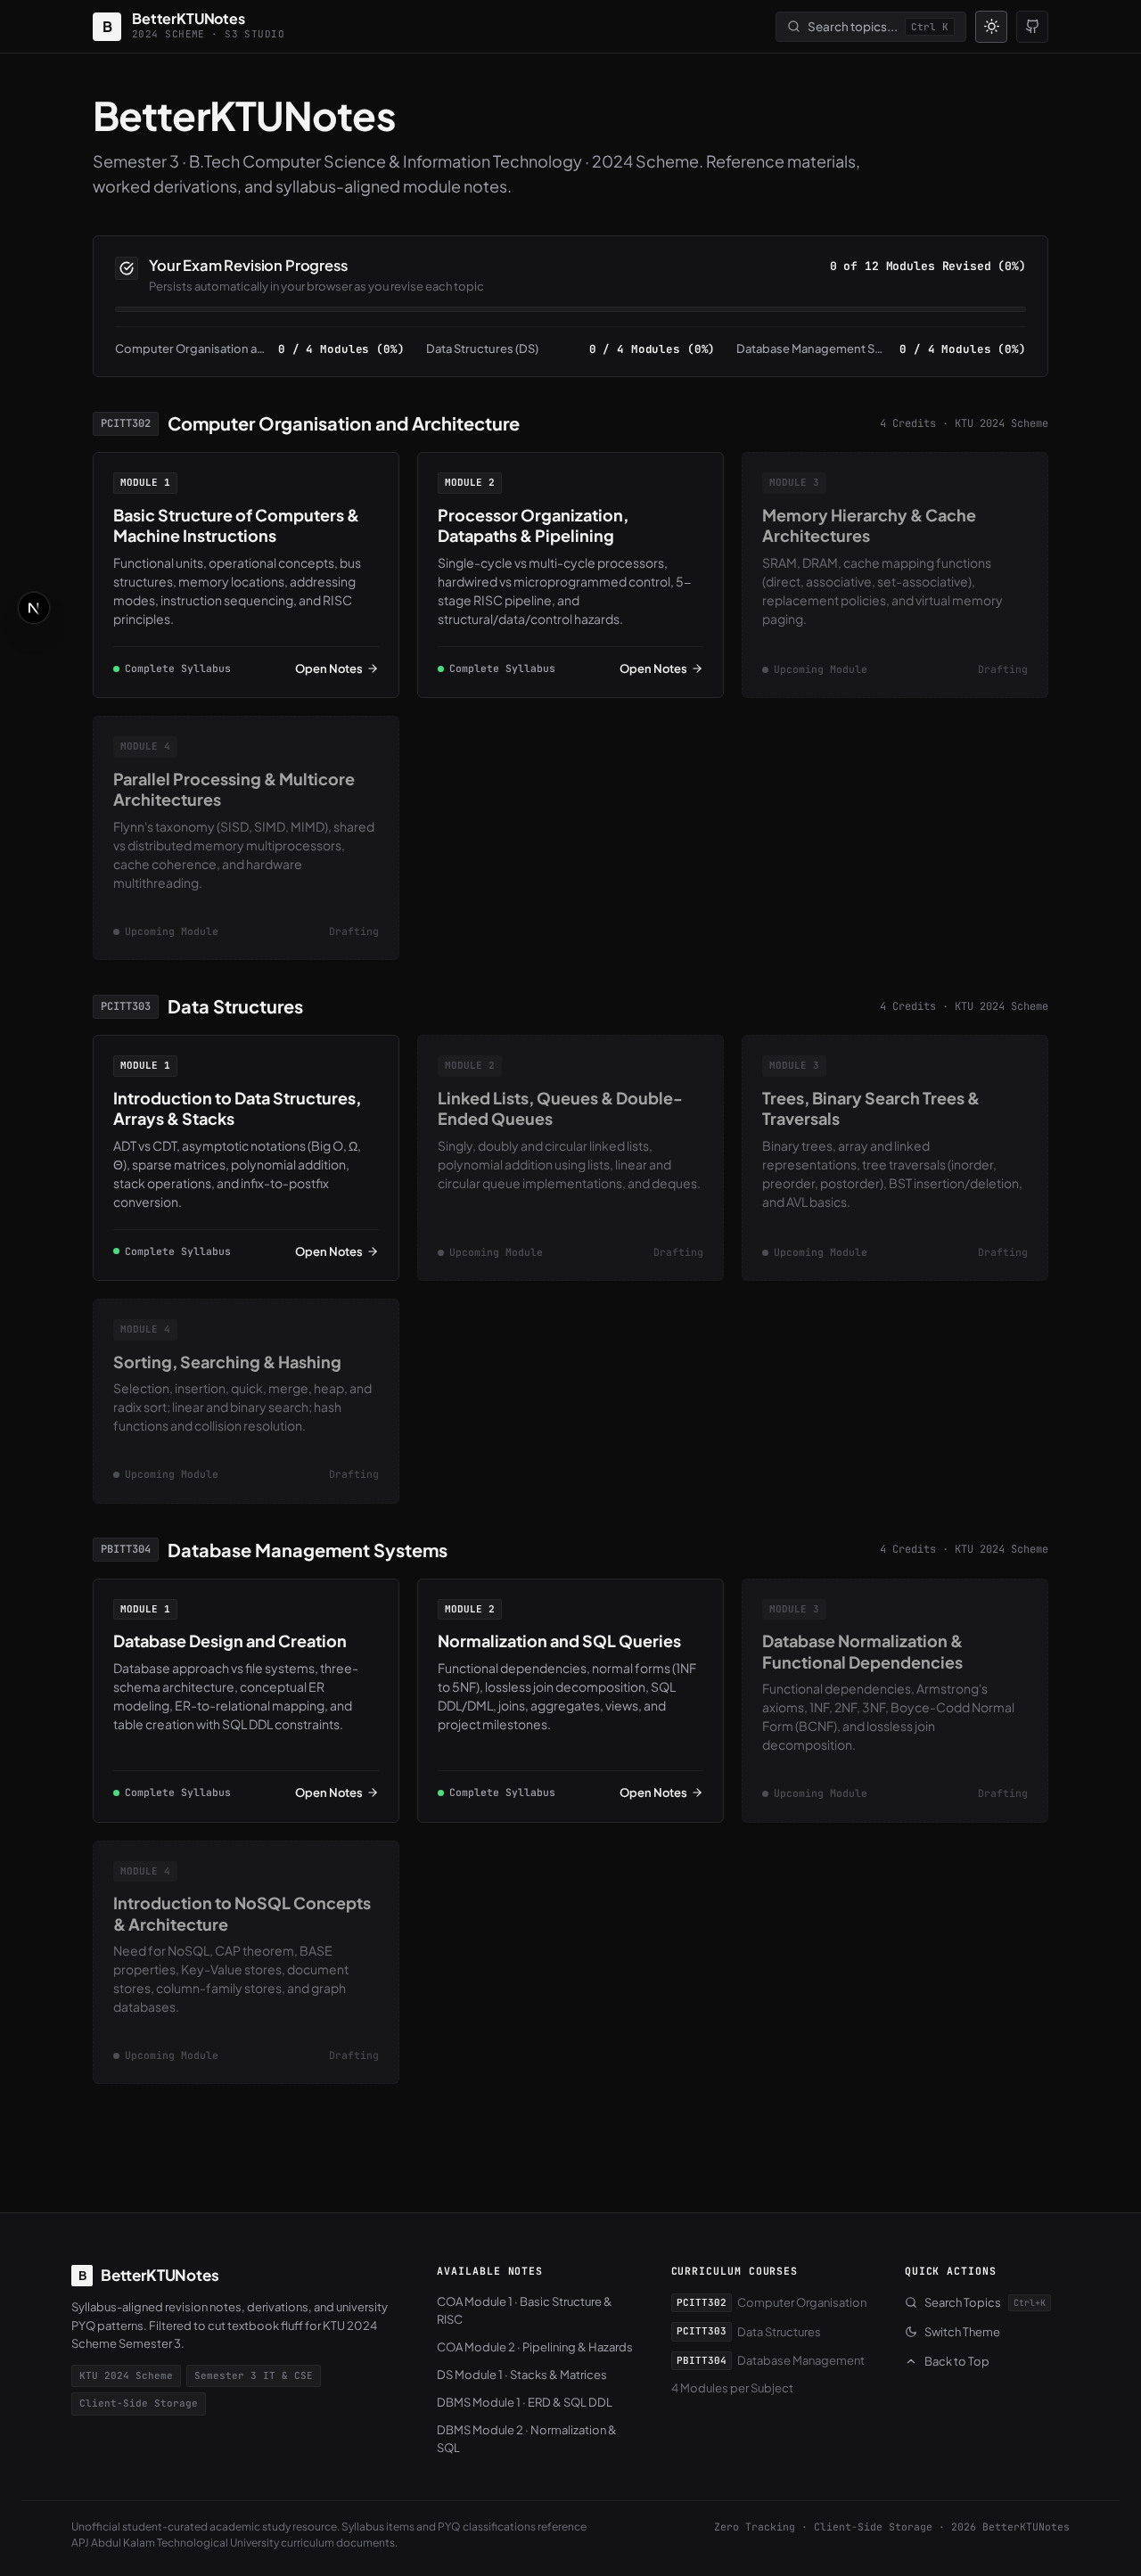 B
BetterKTUNotes
2024 SCHEME · S3 STUDIO
Search topics...
Ctrl K
BetterKTUNotes
Semester 3 · B.Tech Computer Science & Information Technology · 2024 Scheme. Reference materials,
worked derivations, and syllabus-aligned module notes.
Your Exam Revision Progress
0 of 12 Modules Revised (0%)
Persists automatically in your browser as you revise each topic
Computer Organisation a...
0 / 4 Modules (0%)
Data Structures (DS)
0 / 4 Modules (0%)
Database Management S...
0 / 4 Modules (0%)
PCITT302
Computer Organisation and Architecture
4 Credits · KTU 2024 Scheme
MODULE 1
Basic Structure of Computers &
Machine Instructions
Functional units, operational concepts, bus
structures, memory locations, addressing
modes, instruction sequencing, and RISC
principles.
Complete Syllabus
Open Notes →
MODULE 2
Processor Organization,
Datapaths & Pipelining
Single-cycle vs multi-cycle processors,
hardwired vs microprogrammed control, 5-
stage RISC pipeline, and
structural/data/control hazards.
Complete Syllabus
Open Notes →
MODULE 3
Memory Hierarchy & Cache
Architectures
SRAM, DRAM, cache mapping functions
(direct, associative, set-associative),
replacement policies, and virtual memory
paging.
Upcoming Module
Drafting
N
MODULE 4
Parallel Processing & Multicore
Architectures
Flynn's taxonomy (SISD, SIMD, MIMD), shared
vs distributed memory multiprocessors,
cache coherence, and hardware
multithreading.
Upcoming Module
Drafting
PCITT303
Data Structures
4 Credits · KTU 2024 Scheme
MODULE 1
Introduction to Data Structures,
Arrays & Stacks
ADT vs CDT, asymptotic notations (Big O, Ω,
Θ), sparse matrices, polynomial addition,
stack operations, and infix-to-postfix
conversion.
Complete Syllabus
Open Notes →
MODULE 2
Linked Lists, Queues & Double-
Ended Queues
Singly, doubly and circular linked lists,
polynomial addition using lists, linear and
circular queue implementations, and deques.
Upcoming Module
Drafting
MODULE 3
Trees, Binary Search Trees &
Traversals
Binary trees, array and linked
representations, tree traversals (inorder,
preorder, postorder), BST insertion/deletion,
and AVL basics.
Upcoming Module
Drafting
MODULE 4
Sorting, Searching & Hashing
Selection, insertion, quick, merge, heap, and
radix sort; linear and binary search; hash
functions and collision resolution.
Upcoming Module
Drafting
PBITT304
Database Management Systems
4 Credits · KTU 2024 Scheme
MODULE 1
Database Design and Creation
Database approach vs file systems, three-
schema architecture, conceptual ER
modeling, ER-to-relational mapping, and
table creation with SQL DDL constraints.
Complete Syllabus
Open Notes →
MODULE 2
Normalization and SQL Queries
Functional dependencies, normal forms (1NF
to 5NF), lossless join decomposition, SQL
DDL/DML, joins, aggregates, views, and
project milestones.
Complete Syllabus
Open Notes →
MODULE 3
Database Normalization &
Functional Dependencies
Functional dependencies, Armstrong's
axioms, 1NF, 2NF, 3NF, Boyce-Codd Normal
Form (BCNF), and lossless join
decomposition.
Upcoming Module
Drafting
MODULE 4
Introduction to NoSQL Concepts
& Architecture
Need for NoSQL, CAP theorem, BASE
properties, Key-Value stores, document
stores, column-family stores, and graph
databases.
Upcoming Module
Drafting
B
BetterKTUNotes
Syllabus-aligned revision notes, derivations, and university
PYQ patterns. Filtered to cut textbook fluff for KTU 2024
Scheme Semester 3.
KTU 2024 Scheme
Semester 3 IT & CSE
Client-Side Storage
AVAILABLE NOTES
COA Module 1 · Basic Structure &
RISC
COA Module 2 · Pipelining & Hazards
DS Module 1 · Stacks & Matrices
DBMS Module 1 · ERD & SQL DDL
DBMS Module 2 · Normalization &
SQL
CURRICULUM COURSES
PCITT302 Computer Organisation
PCITT303 Data Structures
PBITT304 Database Management
4 Modules per Subject
QUICK ACTIONS
Search Topics Ctrl+K
Switch Theme
Back to Top
Unofficial student-curated academic study resource. Syllabus items and PYQ classifications reference
APJ Abdul Kalam Technological University curriculum documents.
Zero Tracking · Client-Side Storage · 2026 BetterKTUNotes